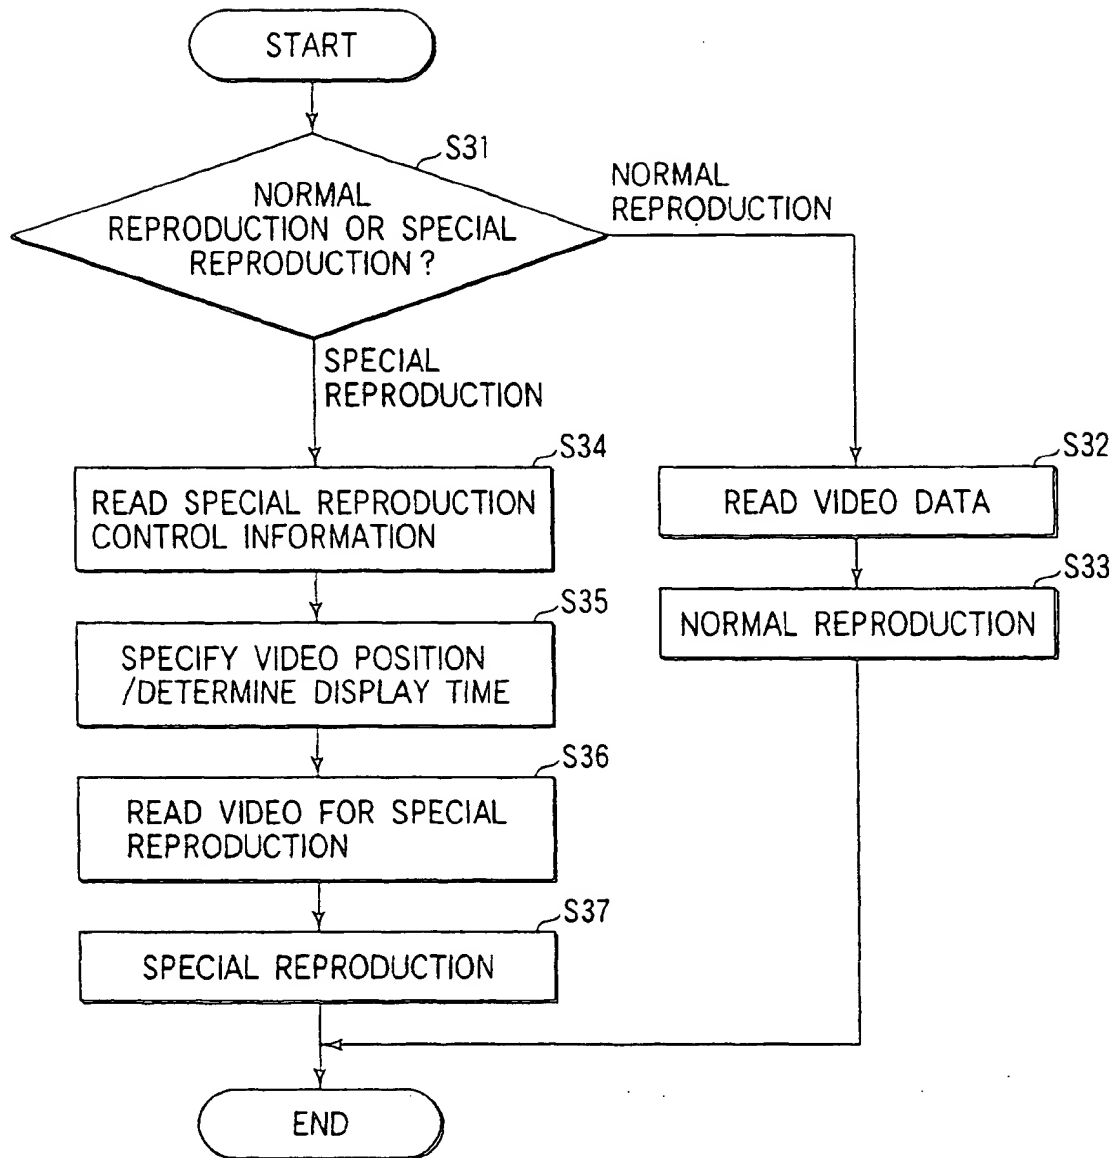 START
S31
NORMAL
REPRODUCTION OR SPECIAL
REPRODUCTION?
NORMAL
REPRODUCTION
SPECIAL
REPRODUCTION
S34
READ SPECIAL REPRODUCTION
CONTROL INFORMATION
S32
READ VIDEO DATA
S33
NORMAL REPRODUCTION
S35
SPECIFY VIDEO POSITION
/DETERMINE DISPLAY TIME
S36
READ VIDEO FOR SPECIAL
REPRODUCTION
S37
SPECIAL REPRODUCTION
END